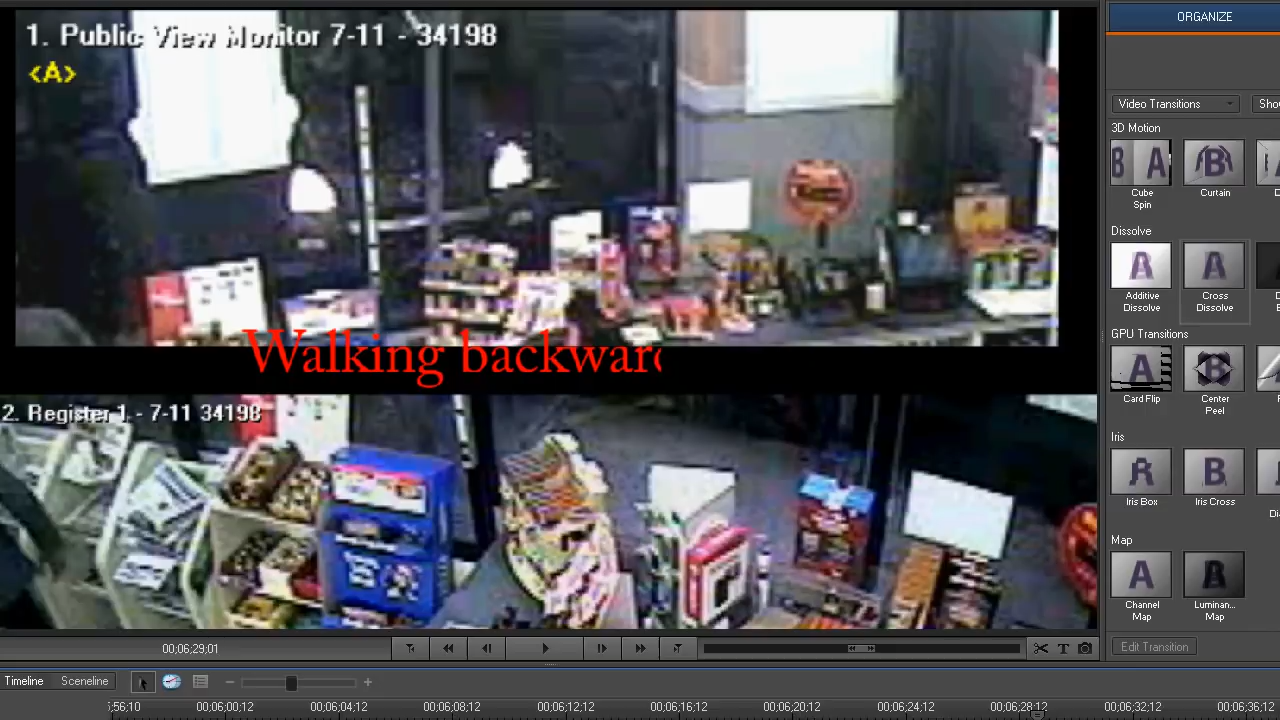 ORGANIZE
1. Public View Monitor 7-11 - 34198
<A>
Video Transitions
3D Motion
Cube Spin
Curtain
Dissolve
Additive Dissolve
Cross Dissolve
GPU Transitions
Walking backward
Card Flip
Center Peel
2. Register 1 - 7-11 34198
Iris
Iris Box
Iris Cross
Map
Channel Map
Luminan... Map
Edit Transition
00;06;29;01
Timeline
Sceneline
;56;10
00;06;00;12
00;06;04;12
00;06;08;12
00;06;12;12
00;06;16;12
00;06;20;12
00;06;24;12
00;06;28;12
00;06;32;12
00;06;36;12